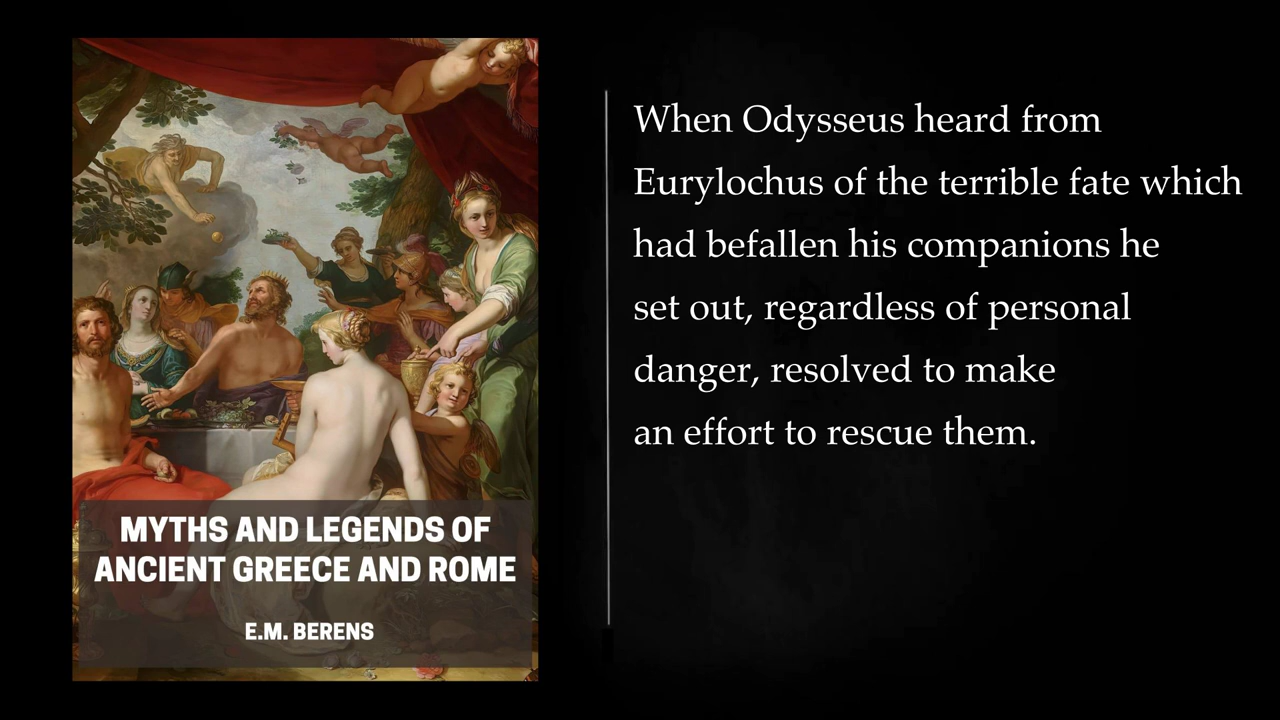 MYTHS AND LEGENDS OF
ANCIENT GREECE AND ROME
E.M. BERENS
When Odysseus heard from
Eurylochus of the terrible fate which
had befallen his companions he
set out, regardless of personal
danger, resolved to make
an effort to rescue them.